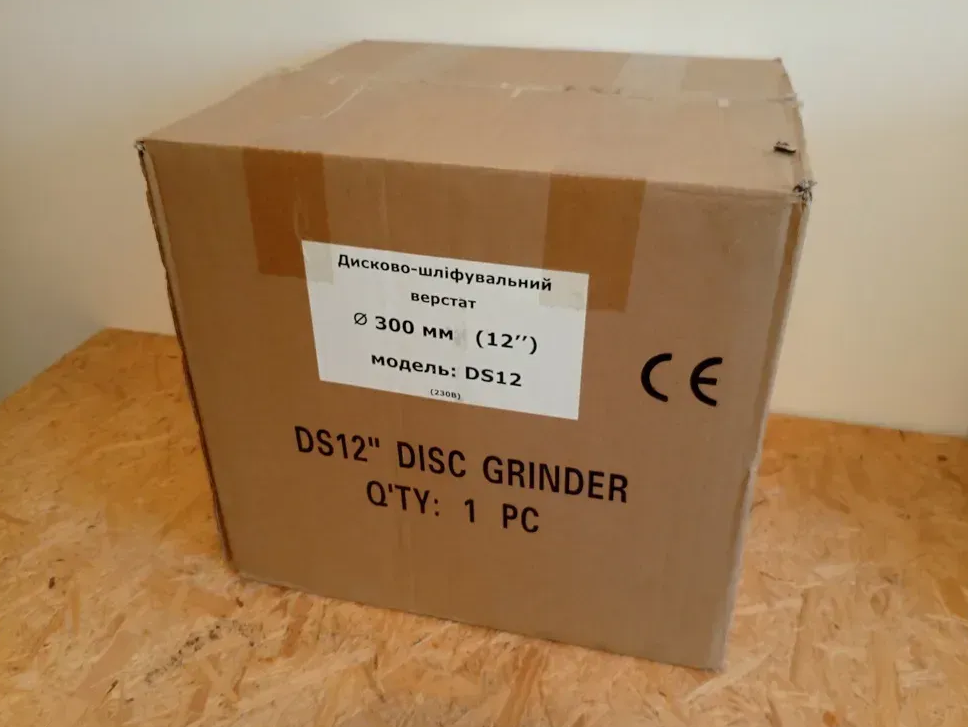 Дисково-шліфувальний
верстат
Ø 300 мм (12″)
модель: DS12
(230В)
CE
DS12" DISC GRINDER
Q'TY: 1 PC